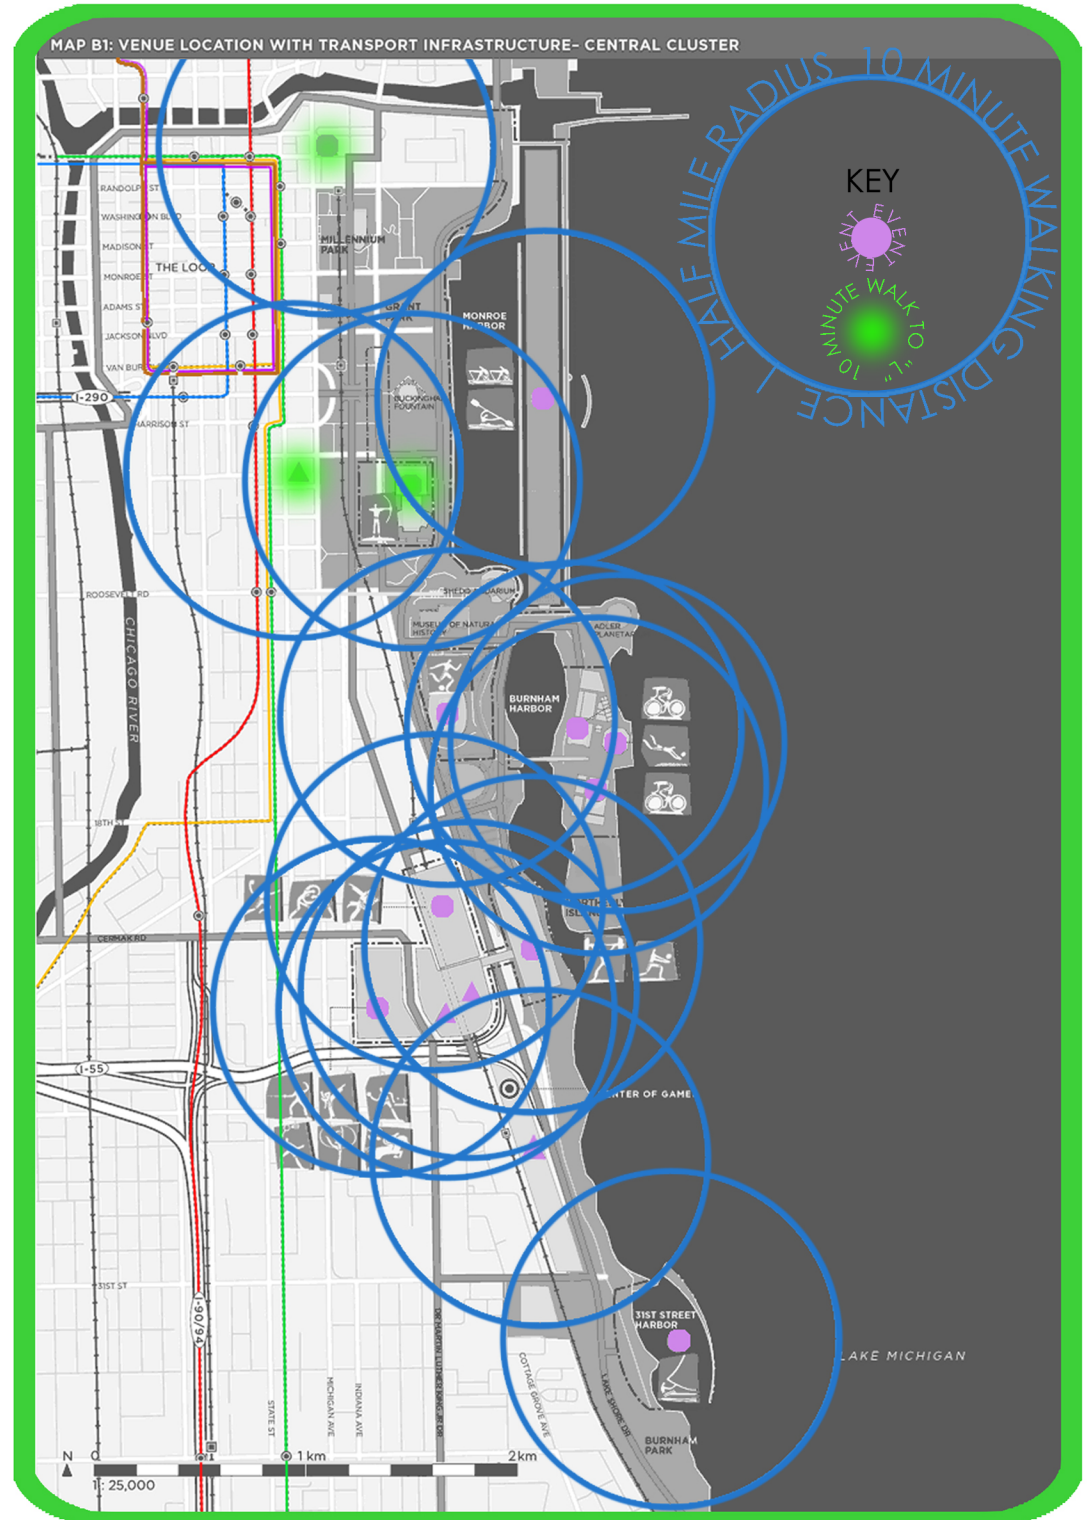 MAP B1: VENUE LOCATION WITH TRANSPORT INFRASTRUCTURE- CENTRAL CLUSTER
HALF MILE RADIUS 10 MINUTE WALKING DISTANCE
KEY
EVENT EVENT
10 MINUTE WALK TO "L"
RANDOLPH ST
WASHINGTON BLVD
MADISON ST
MILLENNIUM
PARK
THE LOOP
MONROE ST
ADAMS ST
GRANT
PARK
MONROE
HARBOR
JACKSON BLVD
VAN BUR
I-290
BUCKINGHAM
FOUNTAIN
HARRISON ST
ROOSEVELT RD
SHEDD AQUARIUM
MUSEUM OF NATURA
HISTORY
ADLER
PLANETAR
CHICAGO RIVER
BURNHAM
HARBOR
18TH ST
NORTHERLY
ISLAND
CERMAK RD
I-55
CENTER OF GAMES
31ST ST
I-90/94
31ST STREET
HARBOR
LAKE MICHIGAN
DR MARTIN LUTHER KING JR DR
COTTAGE GROVE AVE
LAKE SHORE DR
MICHIGAN AVE
INDIANA AVE
STATE ST
BURNHAM
PARK
N 0 1 km 2km
1: 25,000